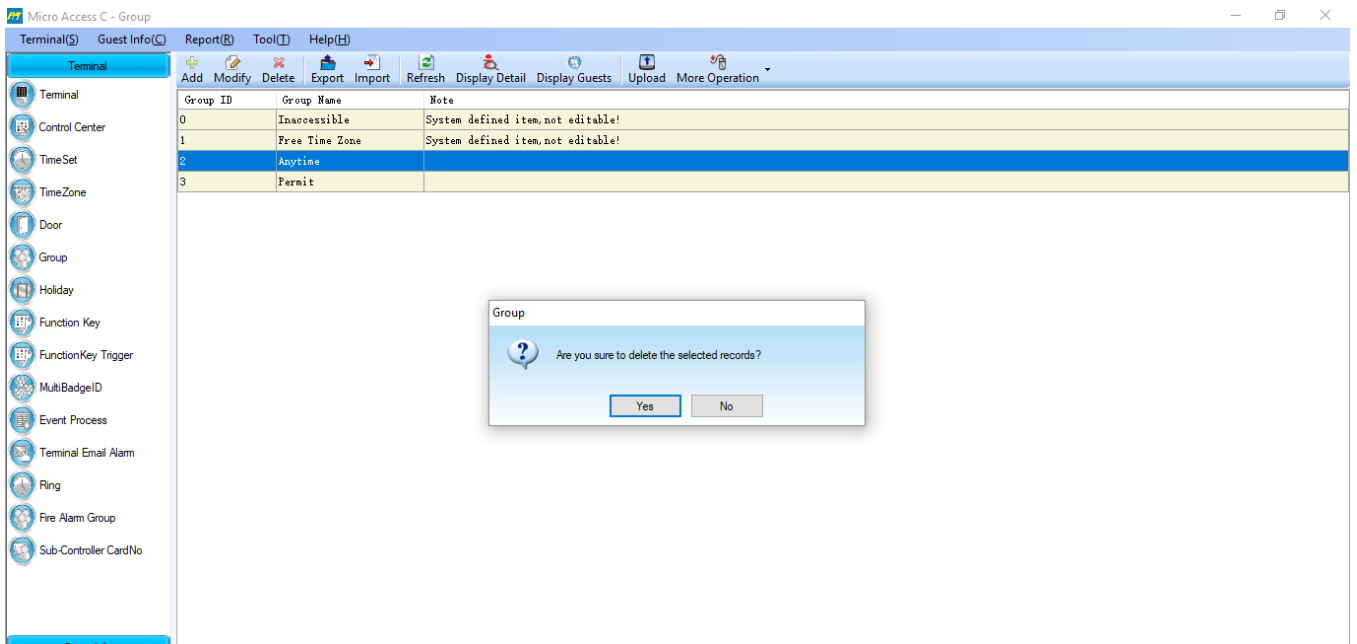 Micro Access C - Group
Terminal(S) Guest Info(C) Report(R) Tool(T) Help(H)
Terminal
Add Modify Delete Export Import Refresh Display Detail Display Guests Upload More Operation
Terminal
Control Center
TimeSet
TimeZone
Door
Group
Holiday
Function Key
FunctionKey Trigger
MultiBadgeID
Event Process
Terminal Email Alarm
Ring
Fire Alarm Group
Sub-Controller CardNo
Group ID Group Name Note
0 Inaccessible System defined item,not editable!
1 Free Time Zone System defined item,not editable!
2 Anytime
3 Permit
Group
Are you sure to delete the selected records?
Yes No